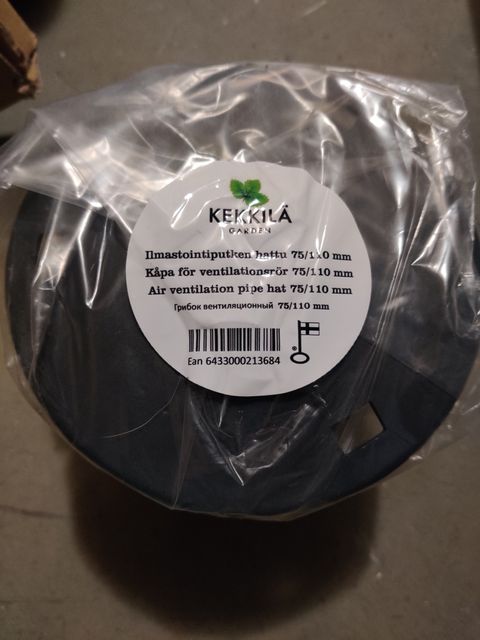 KEKKILÄ
GARDEN
Ilmastointiputken hattu 75/110 mm
Kåpa för ventilationsrör 75/110 mm
Air ventilation pipe hat 75/110 mm
Грибок вентиляционный 75/110 mm
Ean 6433000213684